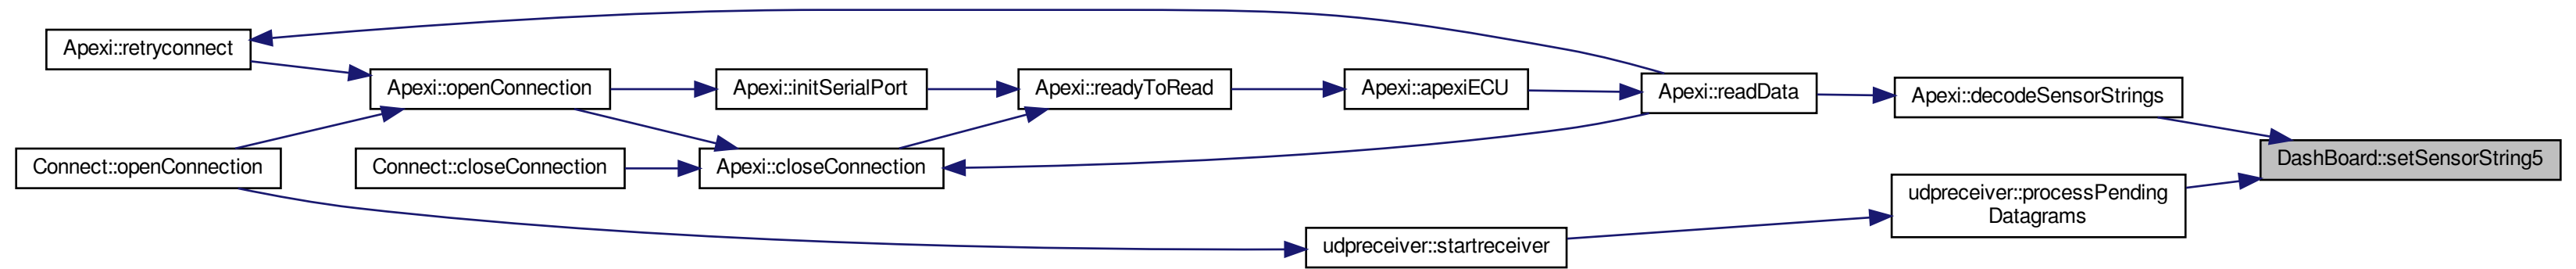 Apexi::retryconnect
Apexi::openConnection
Apexi::initSerialPort
Apexi::readyToRead
Apexi::apexiECU
Apexi::readData
Apexi::decodeSensorStrings
Connect::openConnection
Connect::closeConnection
Apexi::closeConnection
DashBoard::setSensorString5
udpreceiver::processPending
Datagrams
udpreceiver::startreceiver